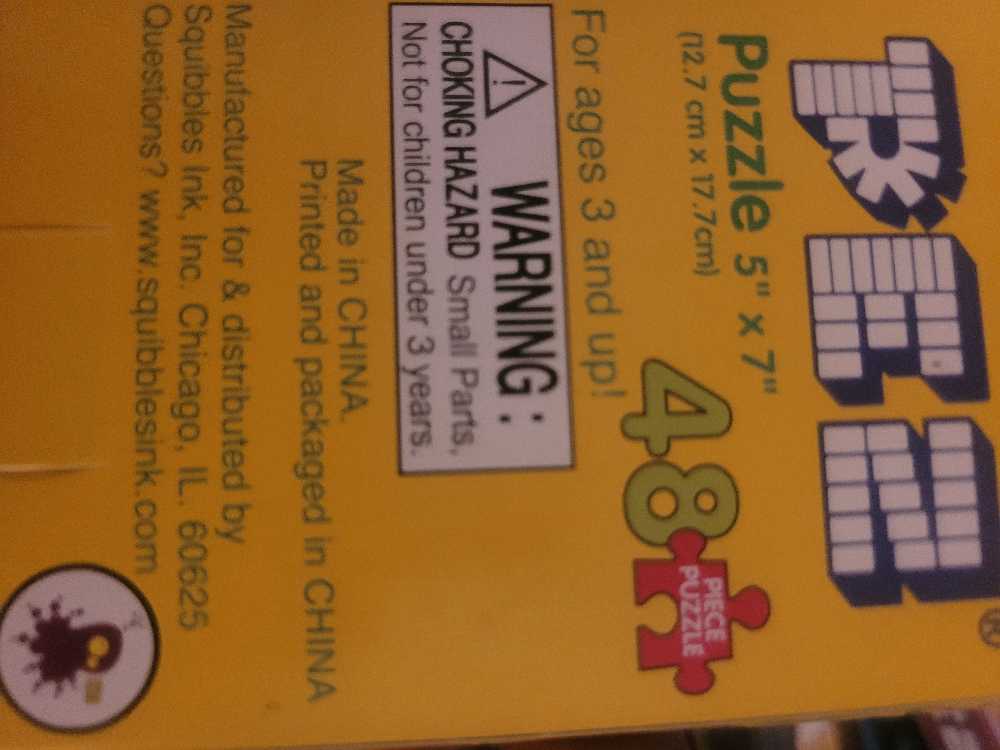 PEZ®
Puzzle 5" x 7"
(12.7 cm x 17.7cm)
48
PIECE
PUZZLE
For ages 3 and up!
! WARNING:
CHOKING HAZARD Small Parts.
Not for children under 3 years.
Made in CHINA.
Printed and packaged in CHINA
Manufactured for & distributed by
Squibbles Ink, Inc. Chicago, IL. 60625
Questions? www.squibblesink.com